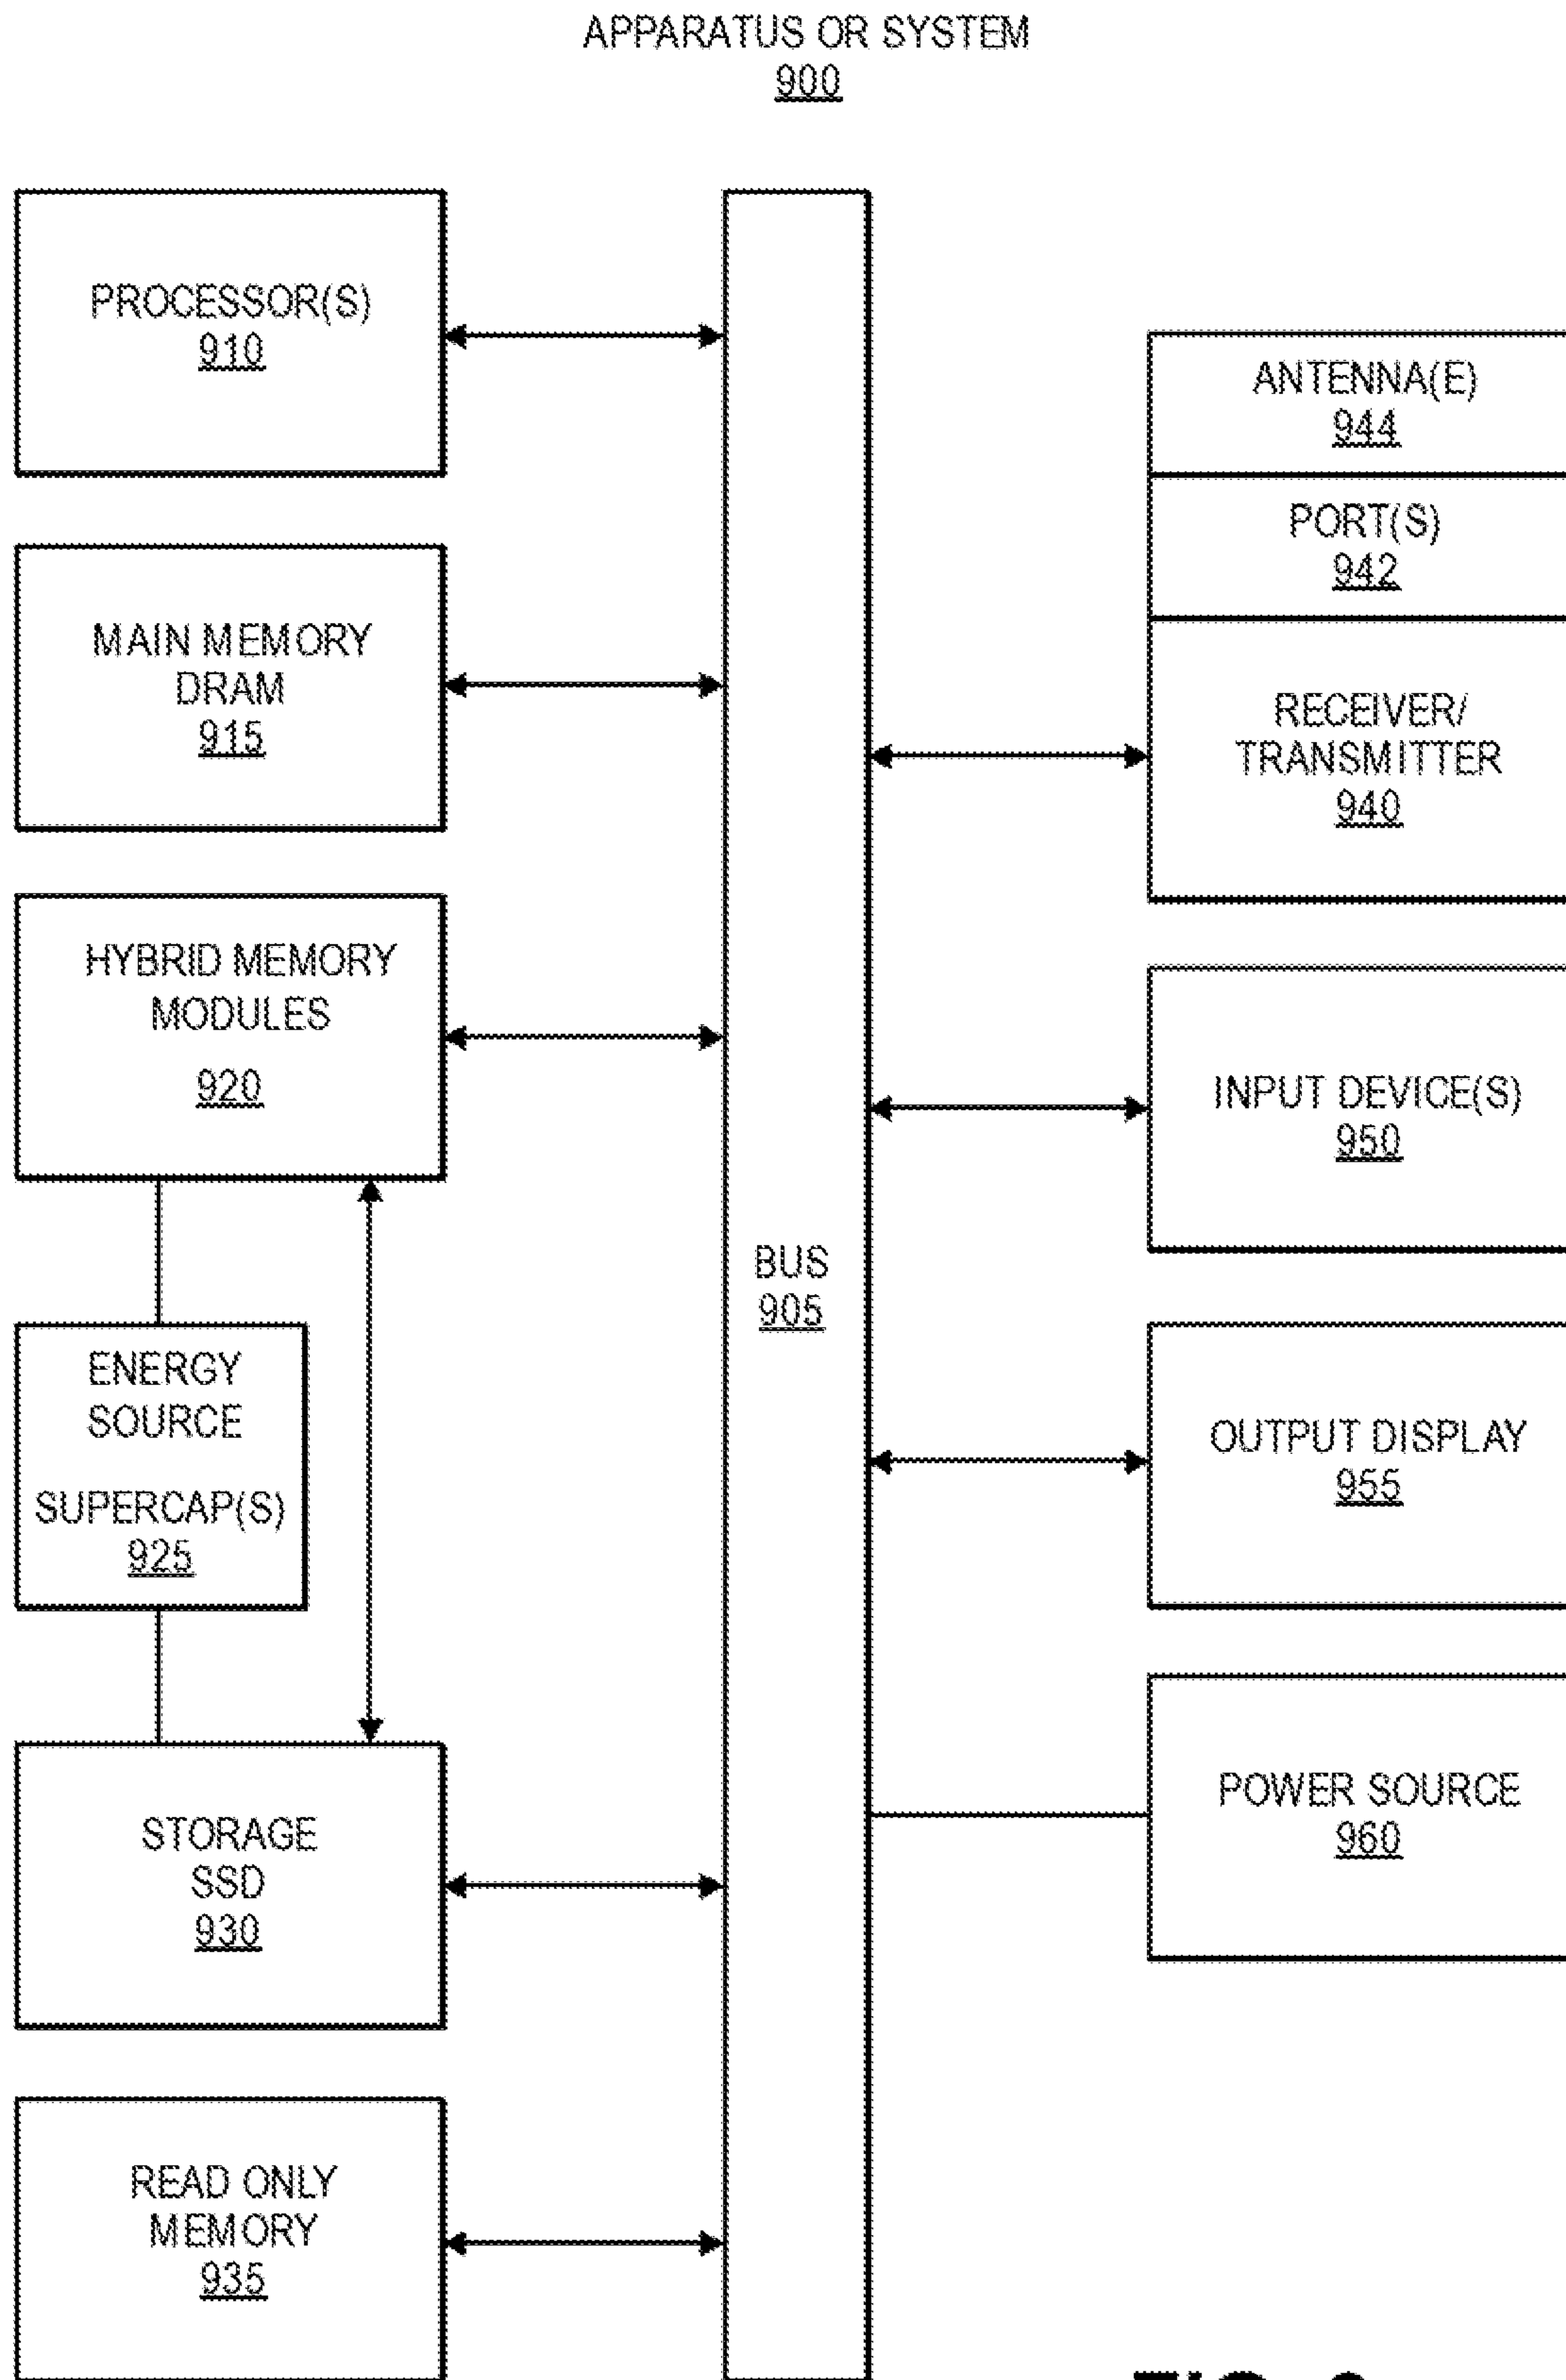 APPARATUS OR SYSTEM
900
PROCESSOR(S)
910
MAIN MEMORY
DRAM
915
HYBRID MEMORY
MODULES
920
ENERGY
SOURCE
SUPERCAP(S)
925
STORAGE
SSD
930
READ ONLY
MEMORY
935
BUS
905
ANTENNA(E)
944
PORT(S)
942
RECEIVER/
TRANSMITTER
940
INPUT DEVICE(S)
950
OUTPUT DISPLAY
955
POWER SOURCE
960